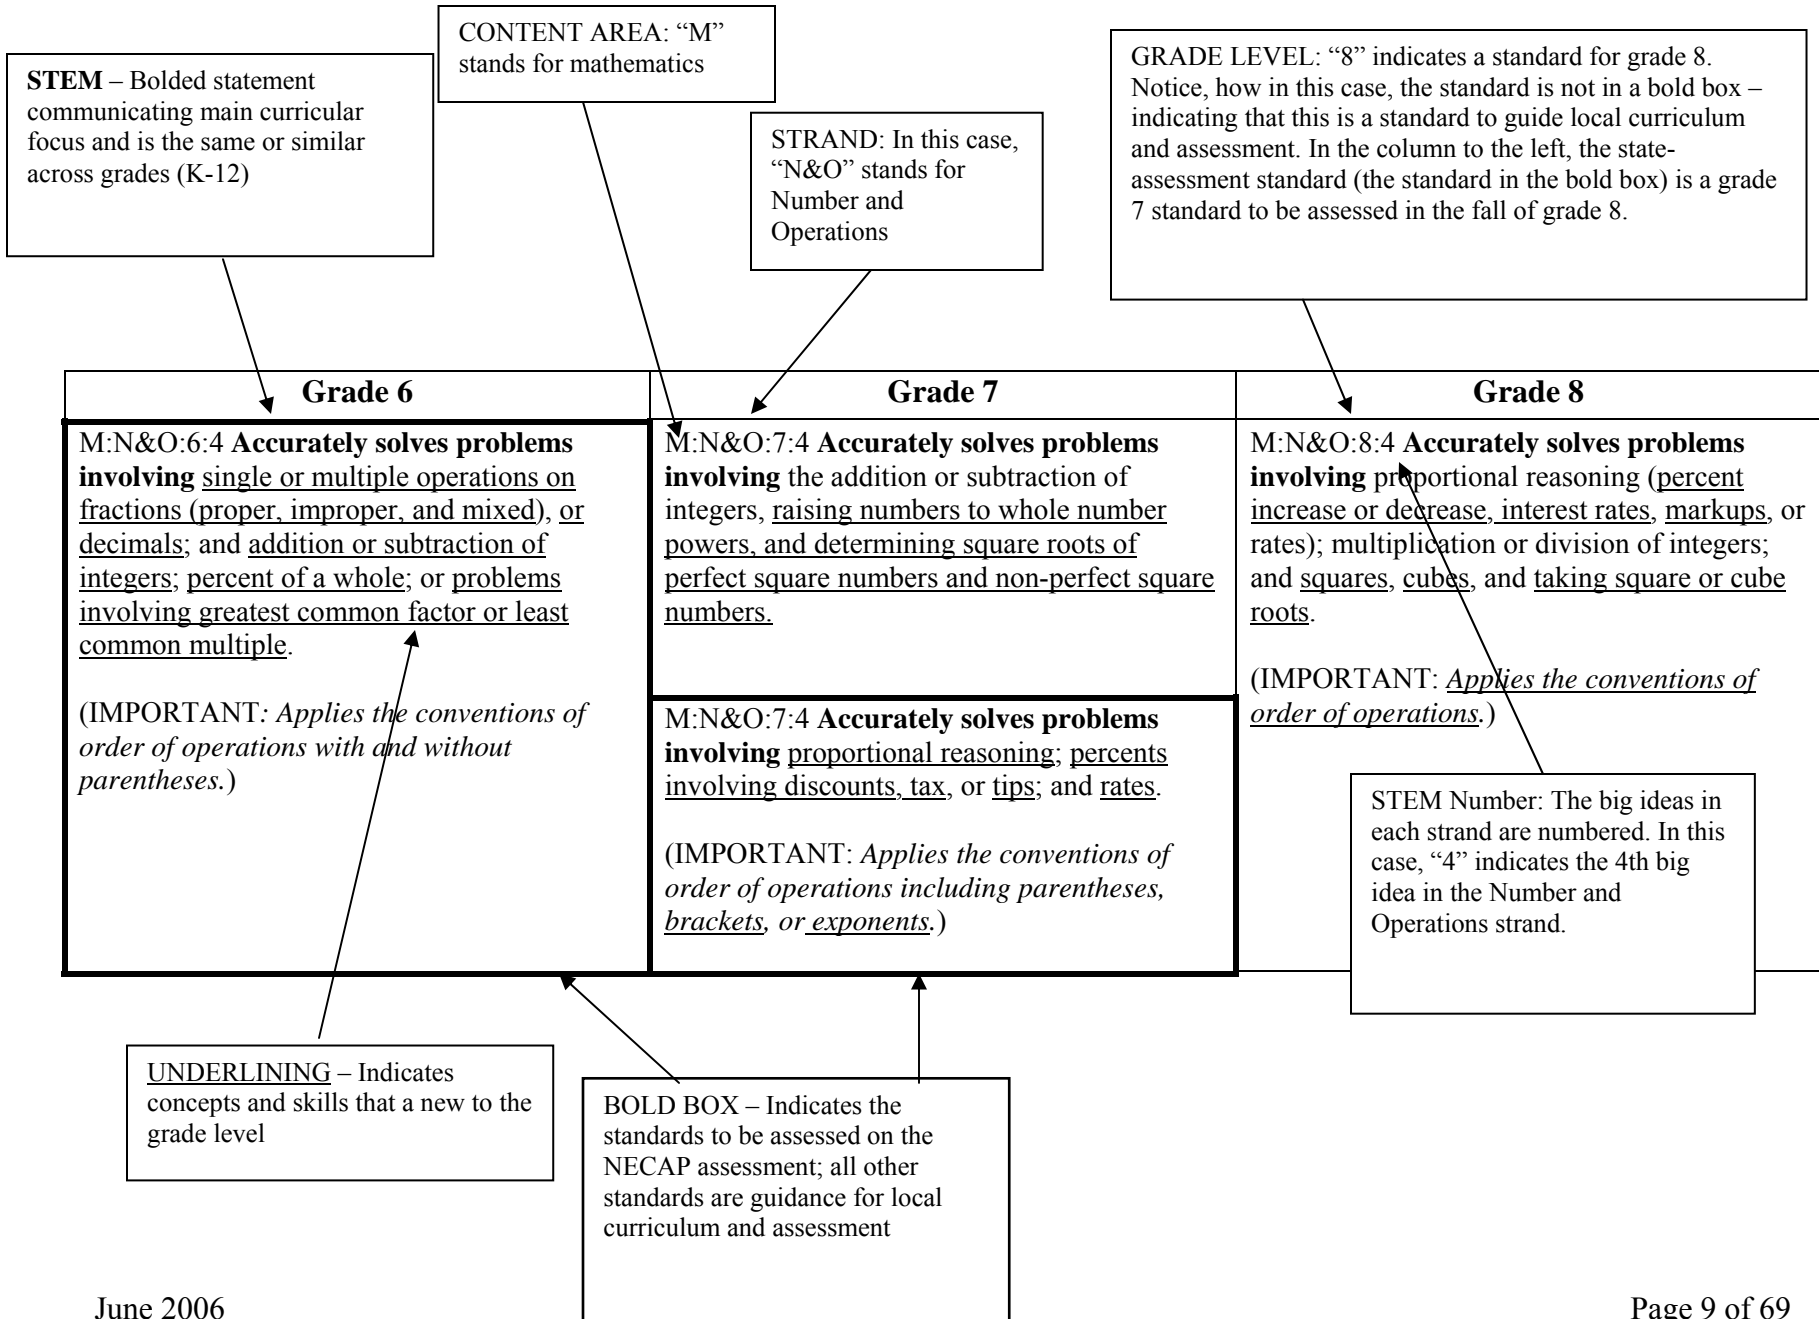 STEM – Bolded statement
communicating main curricular
focus and is the same or similar
across grades (K-12)
CONTENT AREA: “M”
stands for mathematics
STRAND: In this case,
“N&O” stands for
Number and
Operations
GRADE LEVEL: “8” indicates a standard for grade 8.
Notice, how in this case, the standard is not in a bold box –
indicating that this is a standard to guide local curriculum
and assessment. In the column to the left, the state-
assessment standard (the standard in the bold box) is a grade
7 standard to be assessed in the fall of grade 8.
Grade 6
Grade 7
Grade 8
M:N&O:6:4 Accurately solves problems
involving single or multiple operations on
fractions (proper, improper, and mixed), or
decimals; and addition or subtraction of
integers; percent of a whole; or problems
involving greatest common factor or least
common multiple.
(IMPORTANT: Applies the conventions of
order of operations with and without
parentheses.)
M:N&O:7:4 Accurately solves problems
involving the addition or subtraction of
integers, raising numbers to whole number
powers, and determining square roots of
perfect square numbers and non-perfect square
numbers.
M:N&O:7:4 Accurately solves problems
involving proportional reasoning; percents
involving discounts, tax, or tips; and rates.
(IMPORTANT: Applies the conventions of
order of operations including parentheses,
brackets, or exponents.)
M:N&O:8:4 Accurately solves problems
involving proportional reasoning (percent
increase or decrease, interest rates, markups, or
rates); multiplication or division of integers;
and squares, cubes, and taking square or cube
roots.
(IMPORTANT: Applies the conventions of
order of operations.)
STEM Number: The big ideas in
each strand are numbered. In this
case, “4” indicates the 4th big
idea in the Number and
Operations strand.
UNDERLINING – Indicates
concepts and skills that a new to the
grade level
BOLD BOX – Indicates the
standards to be assessed on the
NECAP assessment; all other
standards are guidance for local
curriculum and assessment
June 2006
Page 9 of 69